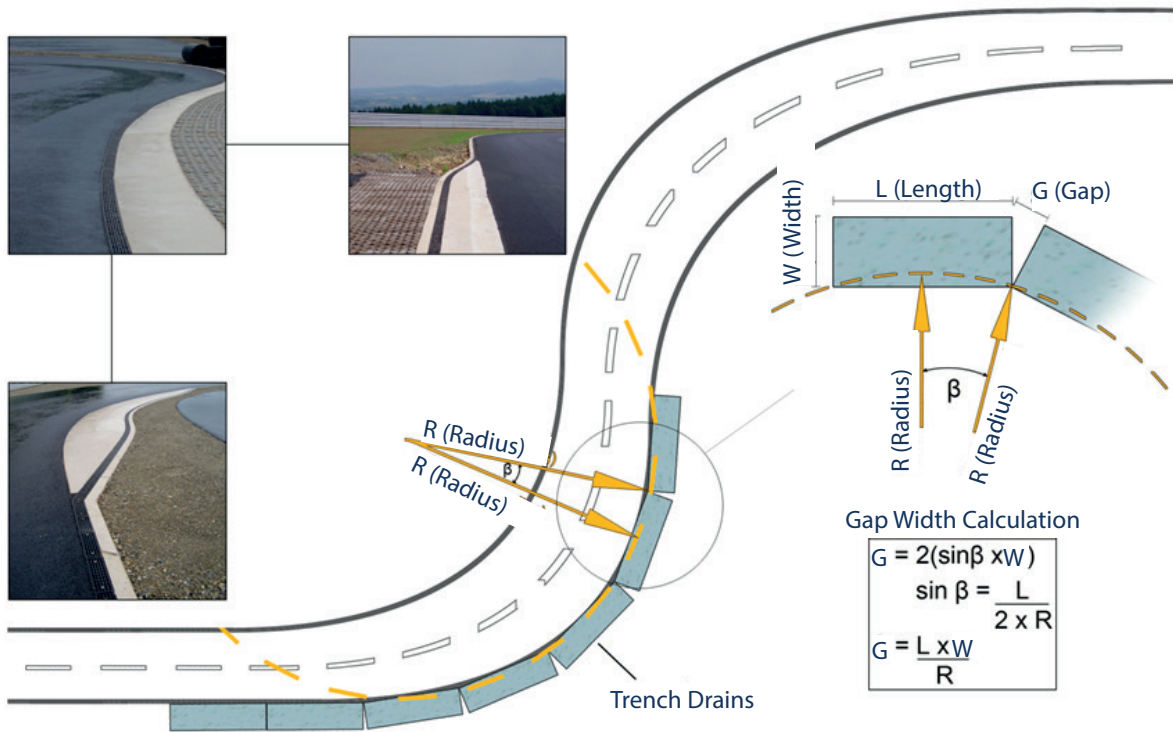 L (Length)
G (Gap)
W (Width)
β
R (Radius)
R (Radius)
R (Radius)
β
R (Radius)
Gap Width Calculation
G = 2(sinβ xW)
sin β = L
2 x R
G = L xW
R
Trench Drains